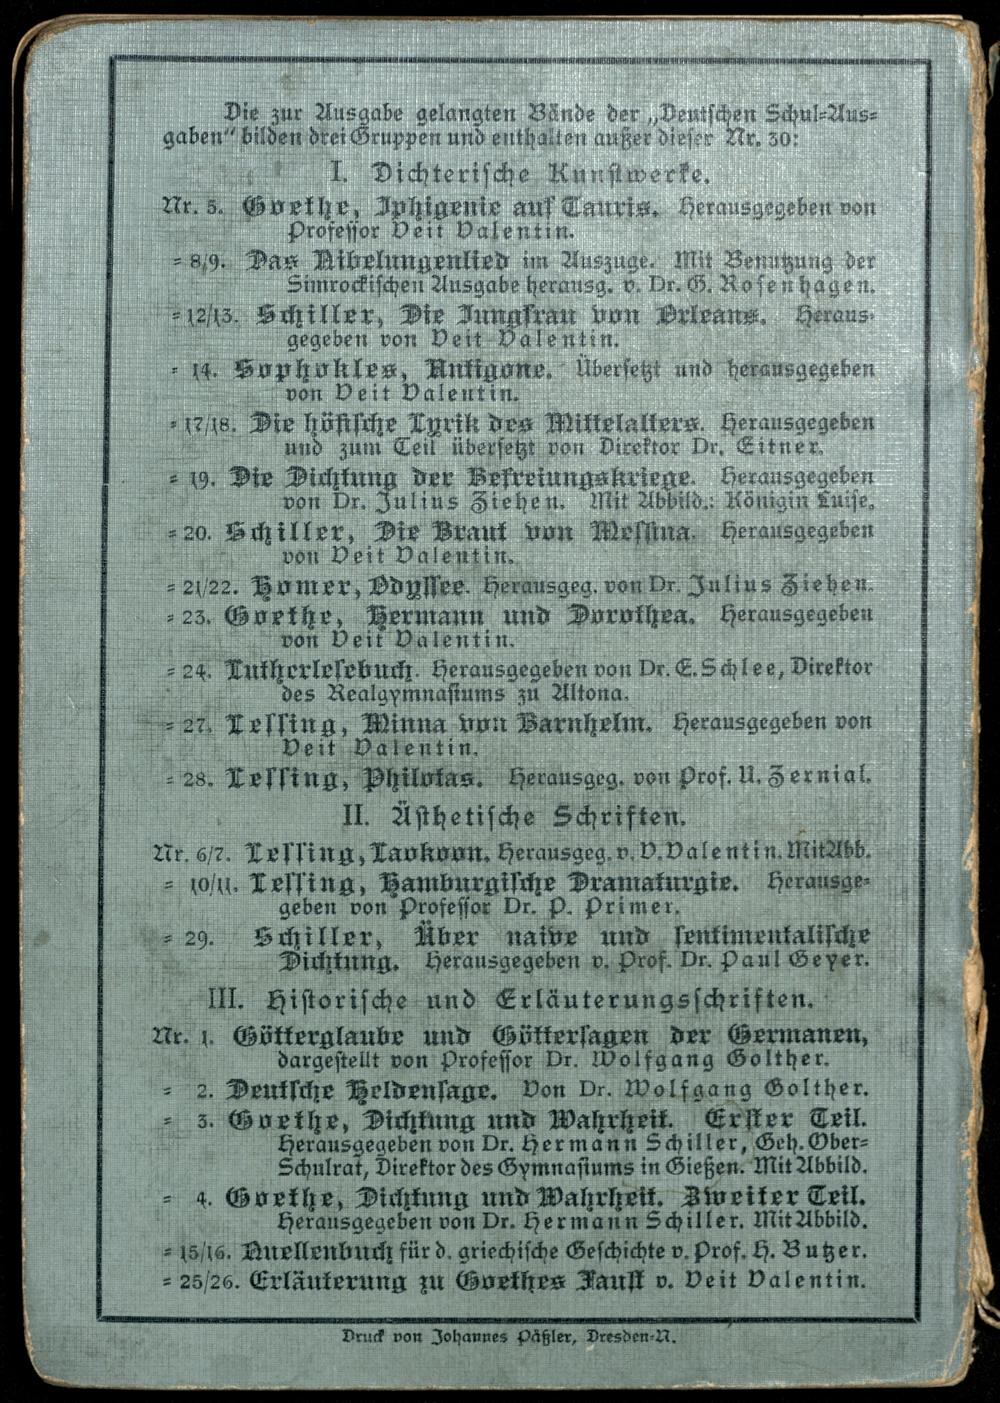 Die zur Ausgabe gelangten Bände der „Deutschen Schul-Aus-
gaben“ bilden drei Gruppen und enthalten außer dieser Nr. 30:
I. Dichterische Kunstwerke.
Nr. 5. Goethe, Iphigenie auf Tauris. Herausgegeben von
Professor Veit Valentin.
= 8/9. Das Nibelungenlied im Auszuge. Mit Benutzung der
Simrockischen Ausgabe herausg. v. Dr. G. Rosenhagen.
= 12/13. Schiller, Die Jungfrau von Orleans. Heraus-
gegeben von Veit Valentin.
= 14. Sophokles, Antigone. Übersetzt und herausgegeben
von Veit Valentin.
= 17/18. Die höfische Lyrik des Mittelalters. Herausgegeben
und zum Teil übersetzt von Direktor Dr. Eitner.
= 19. Die Dichtung der Befreiungskriege. Herausgegeben
von Dr. Julius Ziehen. Mit Abbild.: Königin Luise.
= 20. Schiller, Die Braut von Messina. Herausgegeben
von Veit Valentin.
= 21/22. Homer, Odyssee. Herausgeg. von Dr. Julius Ziehen.
= 23. Goethe, Hermann und Dorothea. Herausgegeben
von Veit Valentin.
= 24. Lutherlesebuch. Herausgegeben von Dr. E. Schlee, Direktor
des Realgymnasiums zu Altona.
= 27. Lessing, Minna von Barnhelm. Herausgegeben von
Veit Valentin.
= 28. Lessing, Philotas. Herausgeg. von Prof. U. Zernial.
II. Ästhetische Schriften.
Nr. 6/7. Lessing, Laokoon. Herausgeg. v. V. Valentin. Mit Abb.
= 10/11. Lessing, Hamburgische Dramaturgie. Herausge-
geben von Professor Dr. P. Primer.
= 29. Schiller, Über naive und sentimentalische
Dichtung. Herausgegeben v. Prof. Dr. Paul Geyer.
III. Historische und Erläuterungsschriften.
Nr. 1. Götterglaube und Göttersagen der Germanen,
dargestellt von Professor Dr. Wolfgang Golther.
= 2. Deutsche Heldensage. Von Dr. Wolfgang Golther.
= 3. Goethe, Dichtung und Wahrheit. Erster Teil.
Herausgegeben von Dr. Hermann Schiller, Geh. Ober-
Schulrat, Direktor des Gymnasiums in Gießen. Mit Abbild.
= 4. Goethe, Dichtung und Wahrheit. Zweiter Teil.
Herausgegeben von Dr. Hermann Schiller. Mit Abbild.
= 15/16. Quellenbuch für d. griechische Geschichte v. Prof. H. Butzer.
= 25/26. Erläuterung zu Goethes Faust v. Veit Valentin.
Druck von Johannes Päßler, Dresden-N.